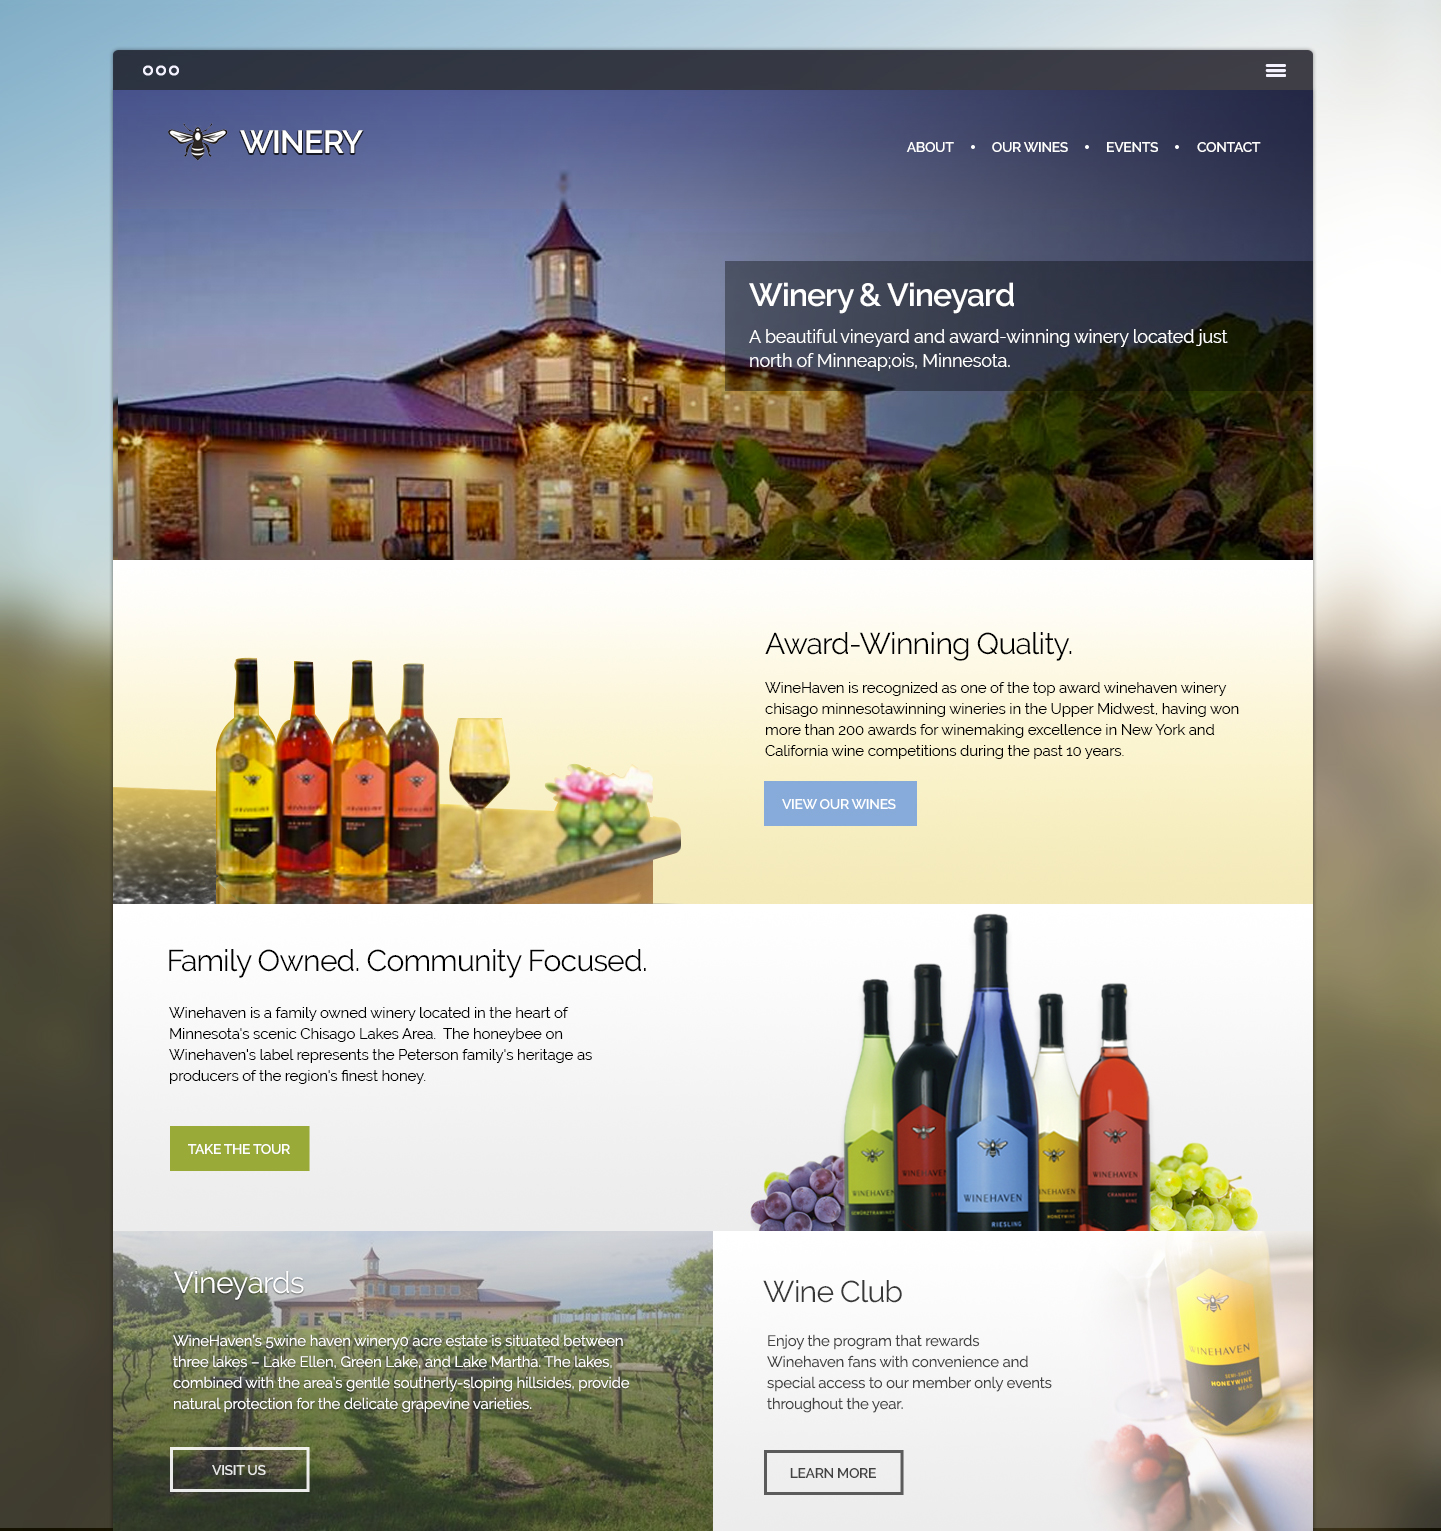 WINERY
ABOUT • OUR WINES • EVENTS • CONTACT
Winery & Vineyard
A beautiful vineyard and award-winning winery located just
north of Minneap;ois, Minnesota.
Award-Winning Quality.
WineHaven is recognized as one of the top award winehaven winery
chisago minnesotawinning wineries in the Upper Midwest, having won
more than 200 awards for winemaking excellence in New York and
California wine competitions during the past 10 years.
VIEW OUR WINES
Family Owned. Community Focused.
Winehaven is a family owned winery located in the heart of
Minnesota's scenic Chisago Lakes Area. The honeybee on
Winehaven's label represents the Peterson family's heritage as
producers of the region's finest honey.
TAKE THE TOUR
WINEHAVEN
GEWÜRZTRAMINER
WINEHAVEN
RIESLING
WINEHAVEN
HONEYWINE
WINEHAVEN
CRANBERRY
WINE
Vineyards
WineHaven's 5wine haven winery0 acre estate is situated between
three lakes – Lake Ellen, Green Lake, and Lake Martha. The lakes,
combined with the area's gentle southerly-sloping hillsides, provide
natural protection for the delicate grapevine varieties.
VISIT US
Wine Club
Enjoy the program that rewards
Winehaven fans with convenience and
special access to our member only events
throughout the year.
LEARN MORE
WINEHAVEN
HONEYWINE
MEAD